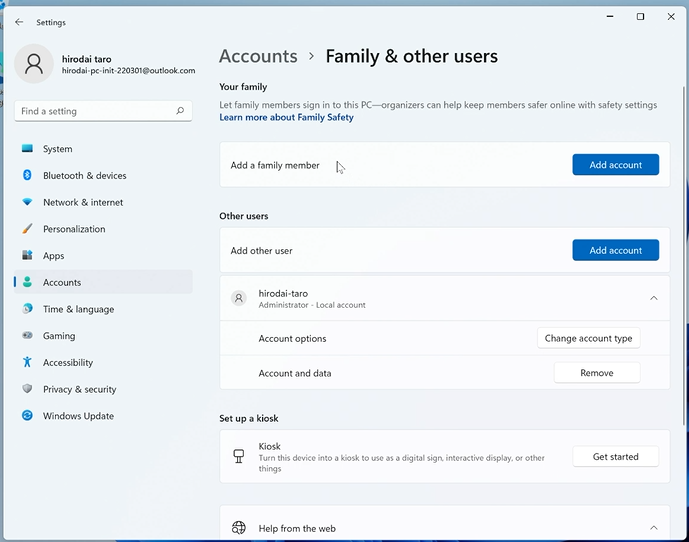 Settings
hirodai taro
hirodai-pc-init-220301@outlook.com
Find a setting
System
Bluetooth & devices
Network & internet
Personalization
Apps
Accounts
Time & language
Gaming
Accessibility
Privacy & security
Windows Update
Accounts > Family & other users
Your family
Let family members sign in to this PC—organizers can help keep members safer online with safety settings
Learn more about Family Safety
Add a family member
Add account
Other users
Add other user
Add account
hirodai-taro
Administrator - Local account
Account options
Change account type
Account and data
Remove
Set up a kiosk
Kiosk
Turn this device into a kiosk to use as a digital sign, interactive display, or other
things
Get started
Help from the web